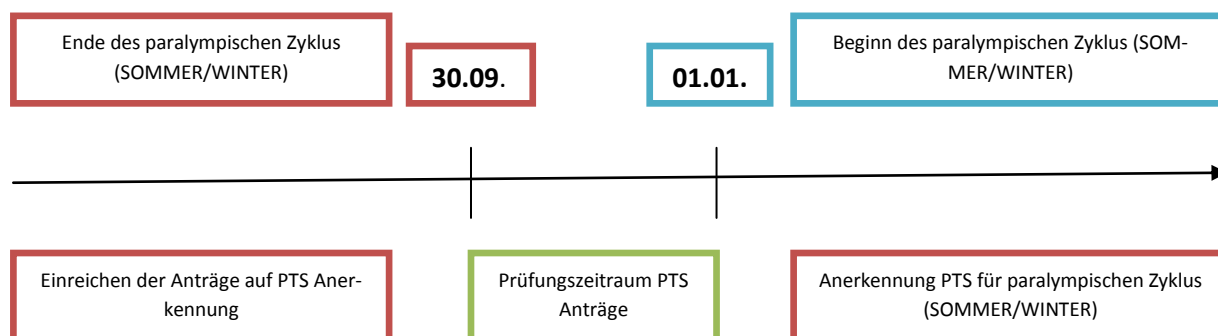 Ende des paralympischen Zyklus
(SOMMER/WINTER)
30.09.
01.01.
Beginn des paralympischen Zyklus (SOM-
MER/WINTER)
Einreichen der Anträge auf PTS Aner-
kennung
Prüfungszeitraum PTS
Anträge
Anerkennung PTS für paralympischen Zyklus
(SOMMER/WINTER)